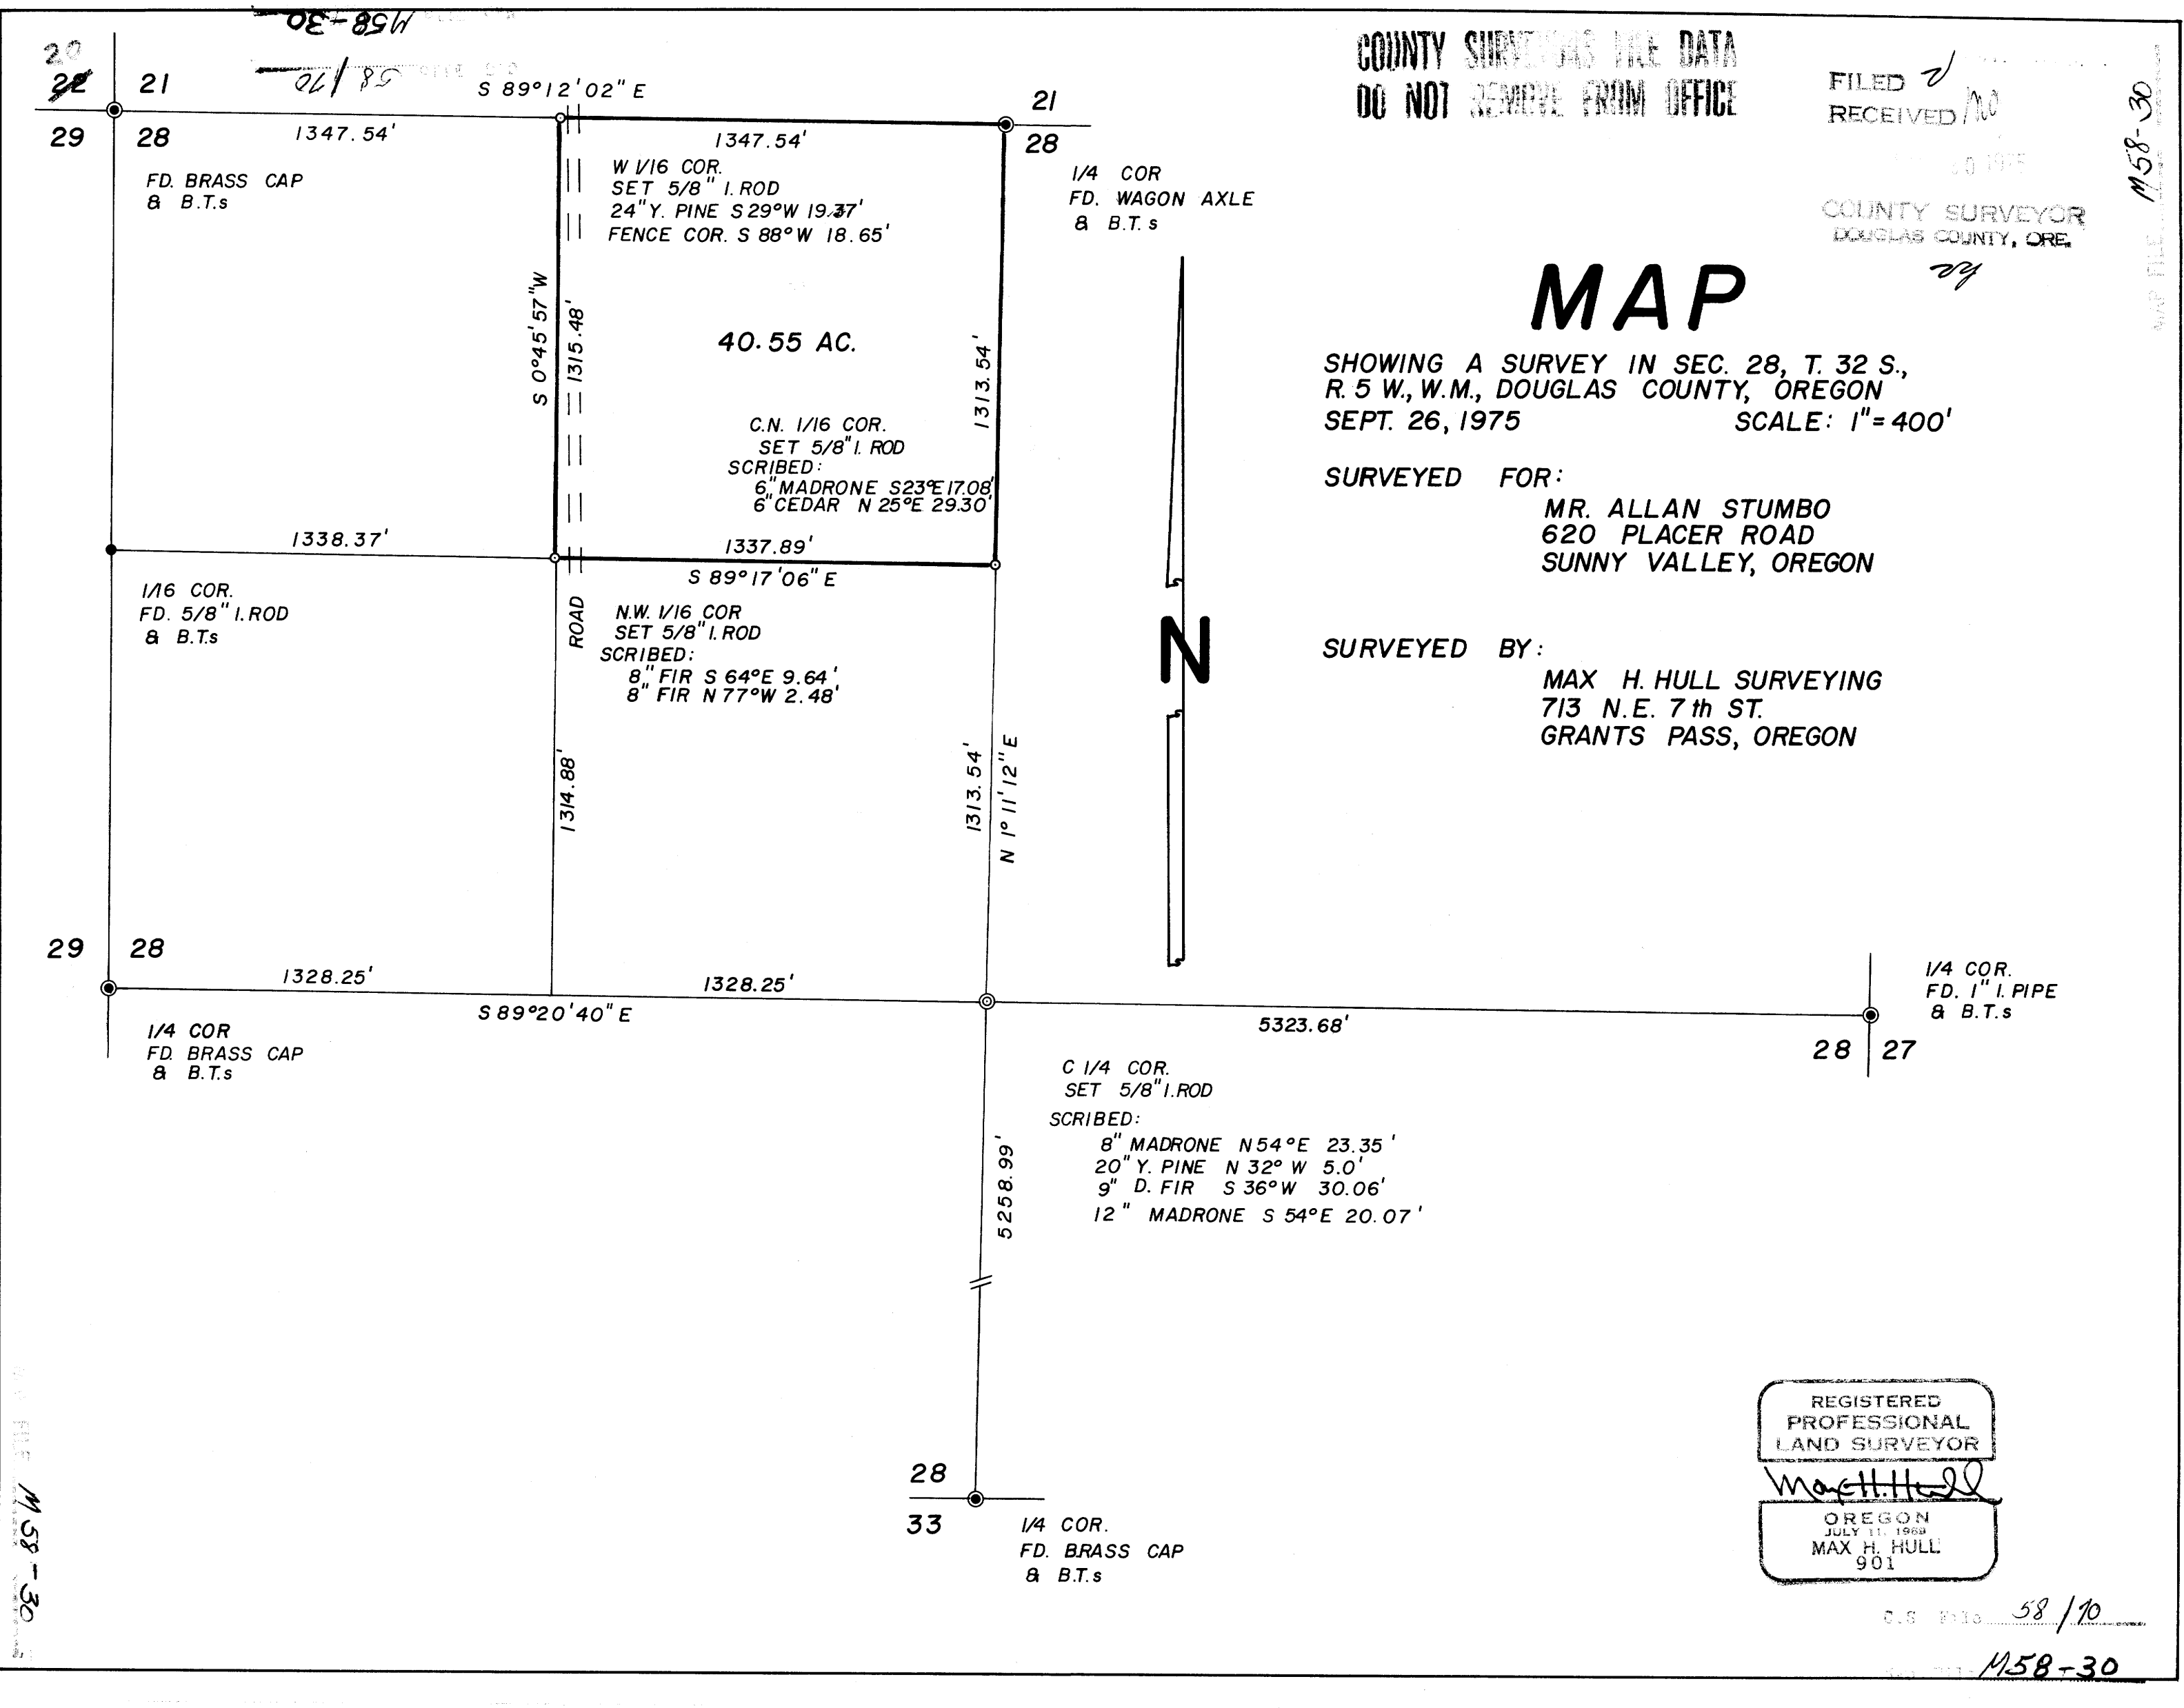 M58-30
58/70
20
22 21
29 28
S 89°12'02" E
1347.54'
1347.54'
21
28
FD. BRASS CAP
& B.T.s
W 1/16 COR.
SET 5/8" I. ROD
24" Y. PINE S 29° W 19.37'
FENCE COR. S 88° W 18.65'
1/4 COR
FD. WAGON AXLE
& B.T.s
COUNTY SURVEYORS FILE DATA
DO NOT REMOVE FROM OFFICE
FILED
RECEIVED
COUNTY SURVEYOR
DOUGLAS COUNTY, ORE.
M58-30
MAP
SHOWING A SURVEY IN SEC. 28, T. 32 S.,
R. 5 W., W.M., DOUGLAS COUNTY, OREGON
SEPT. 26, 1975 SCALE: 1"=400'
SURVEYED FOR:
MR. ALLAN STUMBO
620 PLACER ROAD
SUNNY VALLEY, OREGON
SURVEYED BY:
MAX H. HULL SURVEYING
713 N.E. 7th ST.
GRANTS PASS, OREGON
S 0°45'57" W
1315.48'
40.55 AC.
1313.54'
C.N. 1/16 COR.
SET 5/8" I. ROD
SCRIBED:
6" MADRONE S23°E 17.08'
6" CEDAR N 25°E 29.30'
1338.37'
1337.89'
S 89°17'06" E
1/16 COR.
FD. 5/8" I. ROD
& B.T.s
ROAD
N.W. 1/16 COR
SET 5/8" I. ROD
SCRIBED:
8" FIR S 64°E 9.64'
8" FIR N 77°W 2.48'
N
1314.88'
1313.54'
N 1°11'12" E
29 28
1328.25'
1328.25'
S 89°20'40" E
5323.68'
1/4 COR
FD. BRASS CAP
& B.T.s
1/4 COR.
FD. 1" I. PIPE
& B.T.s
28 27
C 1/4 COR.
SET 5/8" I. ROD
SCRIBED:
8" MADRONE N 54°E 23.35'
20" Y. PINE N 32° W 5.0'
9" D. FIR S 36° W 30.06'
12" MADRONE S 54°E 20.07'
5258.99'
28
33
1/4 COR.
FD. BRASS CAP
& B.T.s
REGISTERED
PROFESSIONAL
LAND SURVEYOR
Max H. Hull
OREGON
JULY 11, 1969
MAX H. HULL
901
C.S File 58/70
M58-30
FILE M58-30